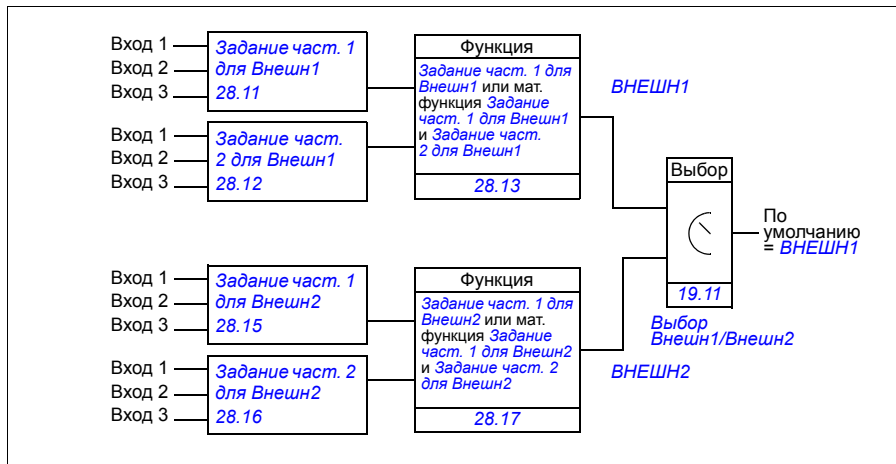 Вход 1
Вход 2
Вход 3
Задание част. 1
для Внешн1
28.11
Вход 1
Вход 2
Вход 3
Задание част.
2 для Внешн1
28.12
Функция
Задание част. 1 для
Внешн1 или мат.
функция Задание
част. 1 для Внешн1
и Задание част.
2 для Внешн1
28.13
ВНЕШН1
Выбор
19.11
Выбор
Внешн1/Внешн2
По
умолчанию
= ВНЕШН1
Вход 1
Вход 2
Вход 3
Задание част. 1
для Внешн2
28.15
Вход 1
Вход 2
Вход 3
Задание част. 2
для Внешн2
28.16
Функция
Задание част. 1 для
Внешн2 или мат.
функция Задание
част. 1 для Внешн2
и Задание част. 2
для Внешн2
28.17
ВНЕШН2